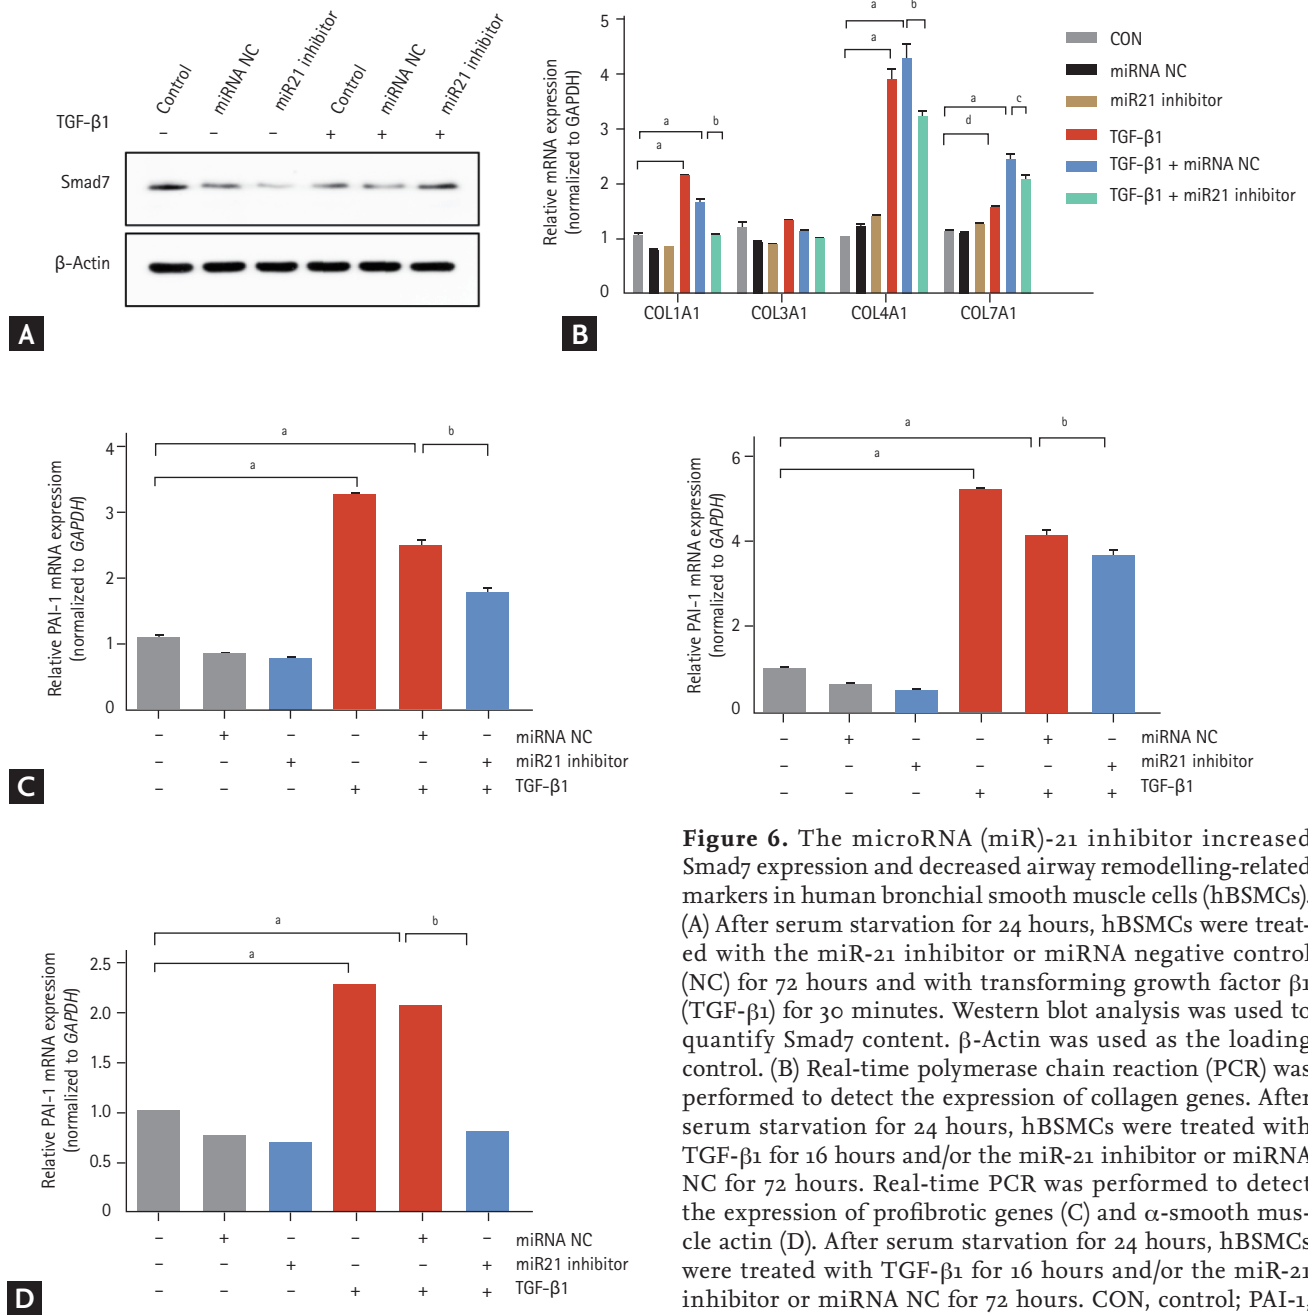 Control
miRNA NC
miR21 inhibitor
Control
miRNA NC
miR21 inhibitor
TGF-β1
– – – + + +
Smad7
β-Actin
A
Relative mRNA expression
(normalized to GAPDH)
5
4
3
2
1
0
a
a
b
a
a
b
a
d
c
COL1A1 COL3A1 COL4A1 COL7A1
CON
miRNA NC
miR21 inhibitor
TGF-β1
TGF-β1 + miRNA NC
TGF-β1 + miR21 inhibitor
B
Relative PAI-1 mRNA expressiom
(normalized to GAPDH)
4
3
2
1
0
a
b
a
– + – – + – miRNA NC
– – + – – + miR21 inhibitor
– – – + + + TGF-β1
C
Relative PAI-1 mRNA expressiom
(normalized to GAPDH)
6
4
2
0
a
b
a
– + – – + – miRNA NC
– – + – – + miR21 inhibitor
– – – + + + TGF-β1
Relative PAI-1 mRNA expressiom
(normalized to GAPDH)
2.5
2.0
1.5
1.0
0.5
0
a
b
a
– + – – + – miRNA NC
– – + – – + miR21 inhibitor
– – – + + + TGF-β1
D
Figure 6. The microRNA (miR)-21 inhibitor increased
Smad7 expression and decreased airway remodelling-related
markers in human bronchial smooth muscle cells (hBSMCs).
(A) After serum starvation for 24 hours, hBSMCs were treat-
ed with the miR-21 inhibitor or miRNA negative control
(NC) for 72 hours and with transforming growth factor β1
(TGF-β1) for 30 minutes. Western blot analysis was used to
quantify Smad7 content. β-Actin was used as the loading
control. (B) Real-time polymerase chain reaction (PCR) was
performed to detect the expression of collagen genes. After
serum starvation for 24 hours, hBSMCs were treated with
TGF-β1 for 16 hours and/or the miR-21 inhibitor or miRNA
NC for 72 hours. Real-time PCR was performed to detect
the expression of profibrotic genes (C) and α-smooth mus-
cle actin (D). After serum starvation for 24 hours, hBSMCs
were treated with TGF-β1 for 16 hours and/or the miR-21
inhibitor or miRNA NC for 72 hours. CON, control; PAI-1,